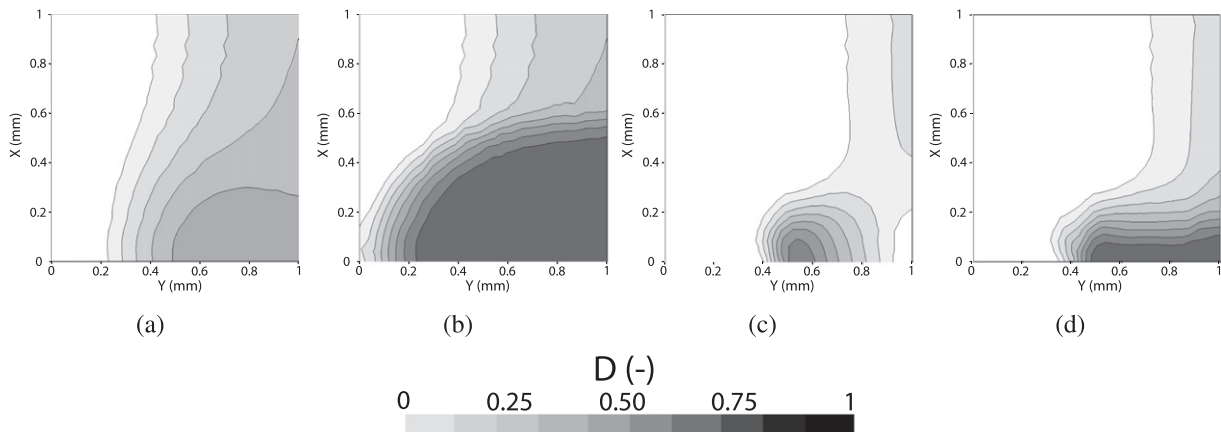 1 1 1 1
0.8 0.8 0.8 0.8
X (mm) X (mm) X (mm) X (mm)
0.6 0.6 0.6 0.6
0.4 0.4 0.4 0.4
0.2 0.2 0.2 0.2
0 0 0 0
0 0.2 0.4 0.6 0.8 1 0 0.2 0.4 0.6 0.8 1 0 0.2 0.4 0.6 0.8 1 0 0.2 0.4 0.6 0.8 1
Y (mm) Y (mm) Y (mm) Y (mm)
(a) (b) (c) (d)
D (-)
0 0.25 0.50 0.75 1